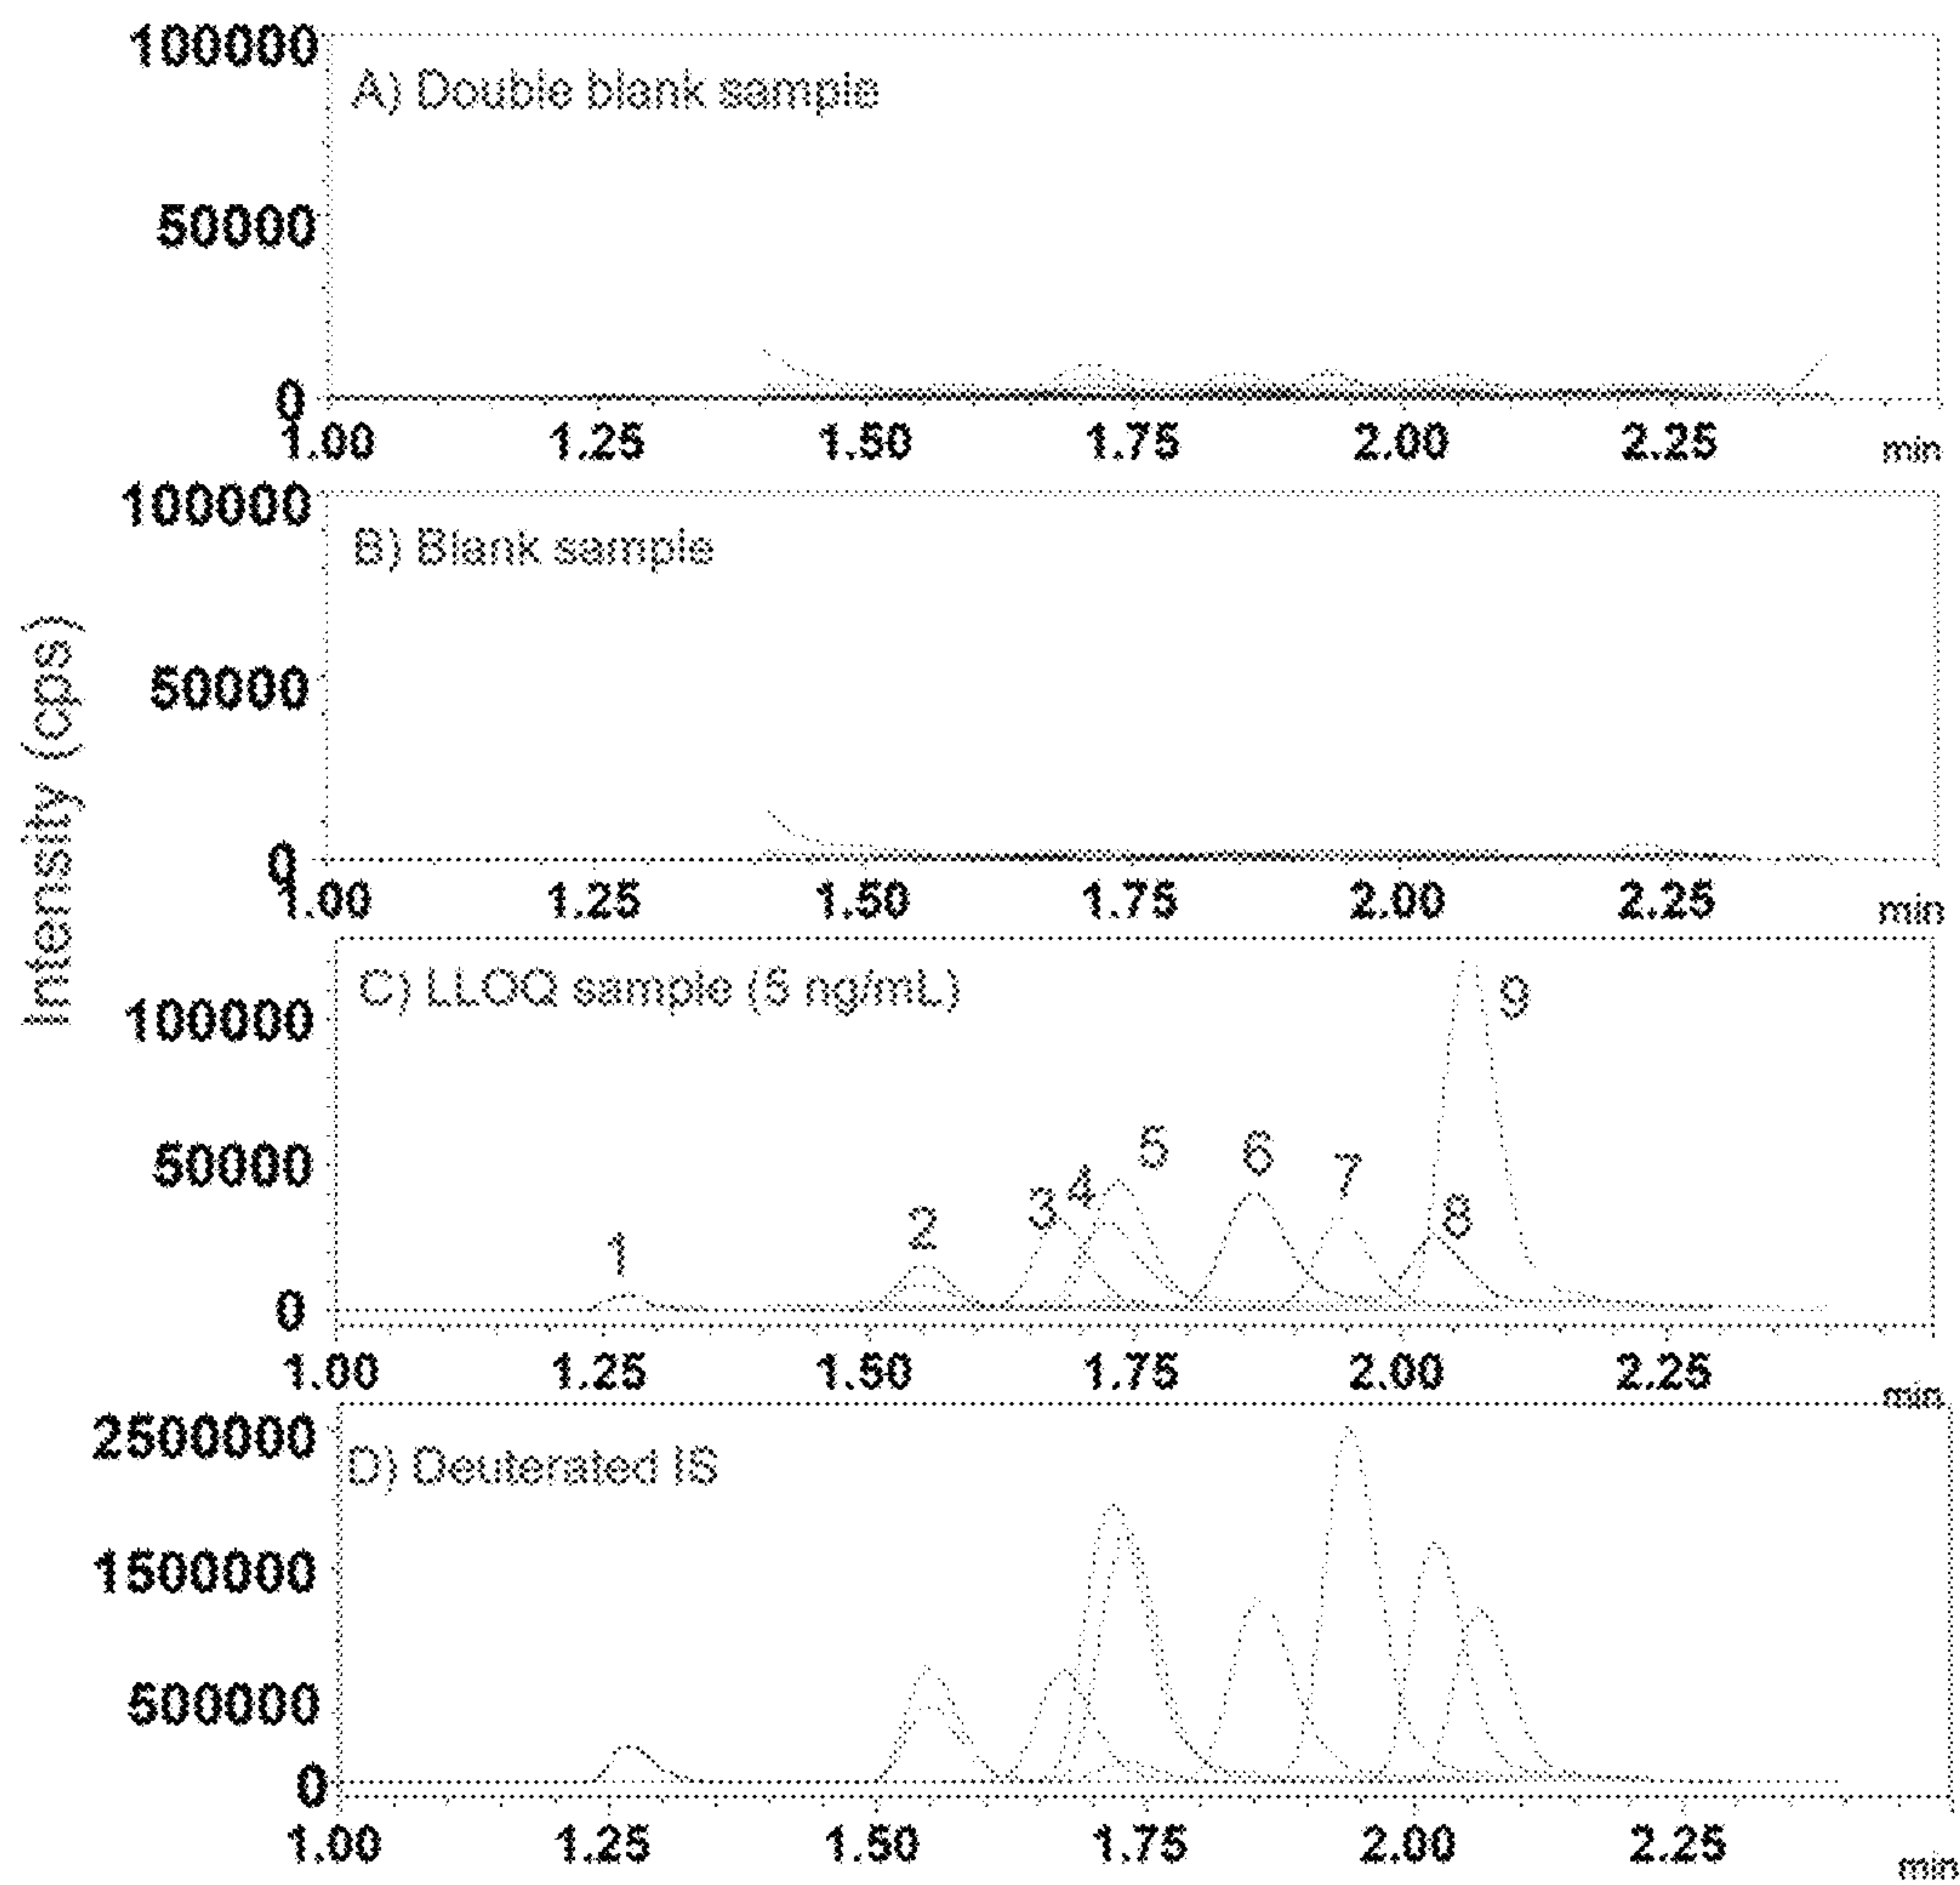 Intensity (cps)
100000
A) Double blank sample
50000
0
1.00 1.25 1.50 1.75 2.00 2.25 min
100000
B) Blank sample
50000
0
1.00 1.25 1.50 1.75 2.00 2.25 min
C) LLOQ sample (5 ng/mL)
100000
50000
0
1 2 3 4 5 6 7 8 9
1.00 1.25 1.50 1.75 2.00 2.25 min
2500000
D) Deuterated IS
1500000
500000
0
1.00 1.25 1.50 1.75 2.00 2.25 min